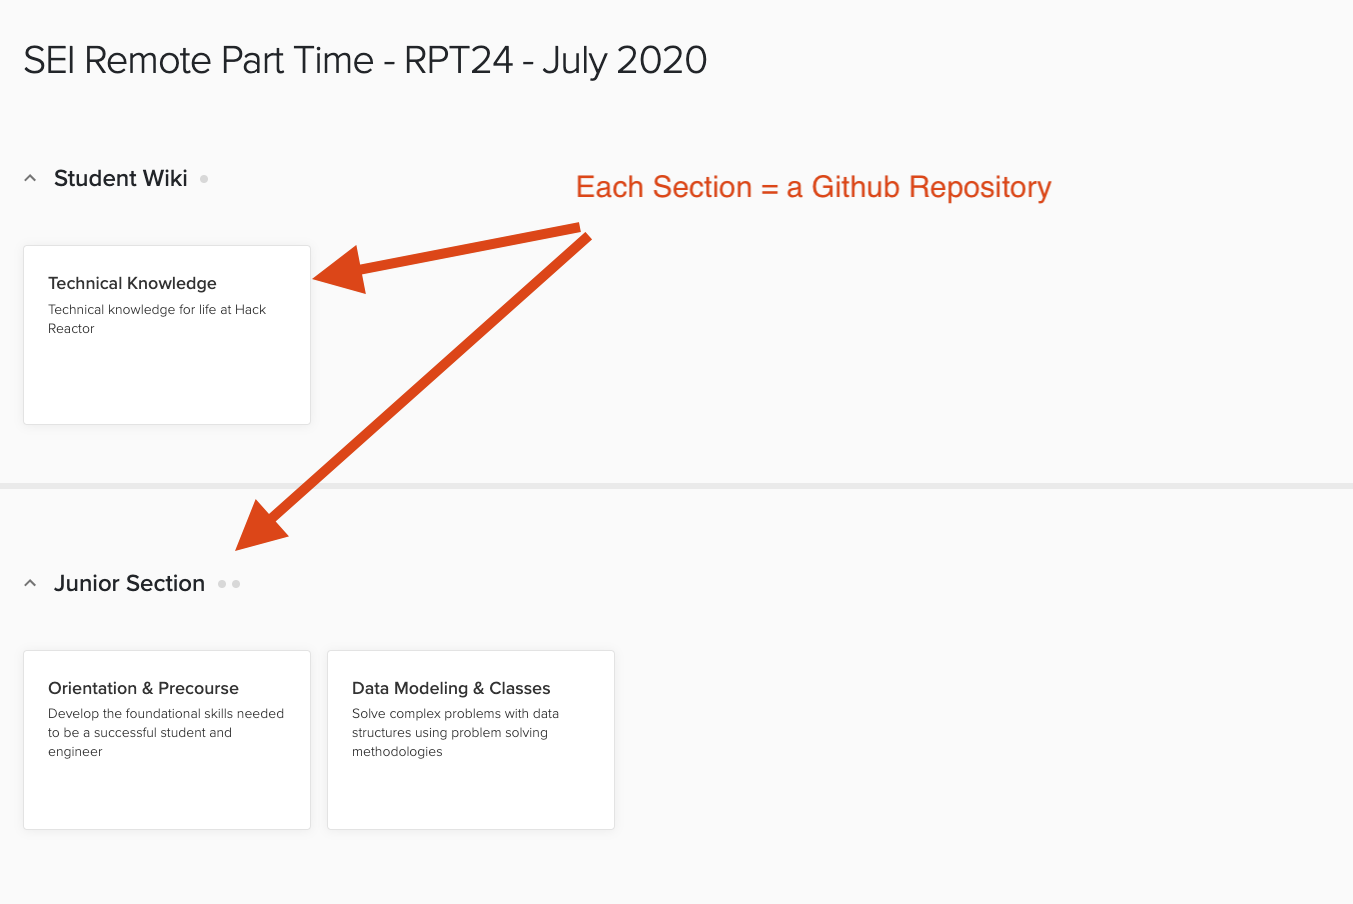 SEI Remote Part Time - RPT24 - July 2020
Student Wiki
Each Section = a Github Repository
Technical Knowledge
Technical knowledge for life at Hack
Reactor
Junior Section
Orientation & Precourse
Develop the foundational skills needed
to be a successful student and
engineer
Data Modeling & Classes
Solve complex problems with data
structures using problem solving
methodologies